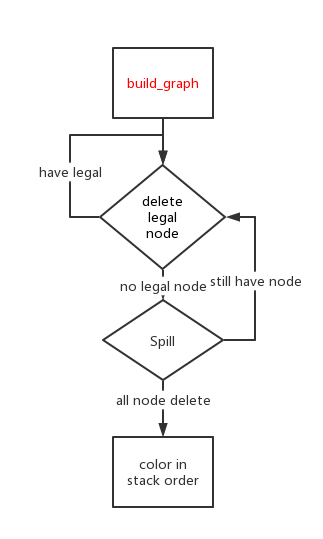 build_graph
have legal
delete
legal
node
no legal node
still have node
Spill
all node delete
color in
stack order